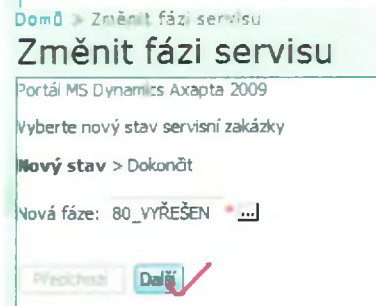 Domů > Změnit fázi servisu
Změnit fázi servisu
Portál MS Dynamics Axapta 2009
Vyberte nový stav servisní zakázky
Nový stav > Dokončit
Nová fáze: 80_VYŘEŠEN * ...
Předchozí Další